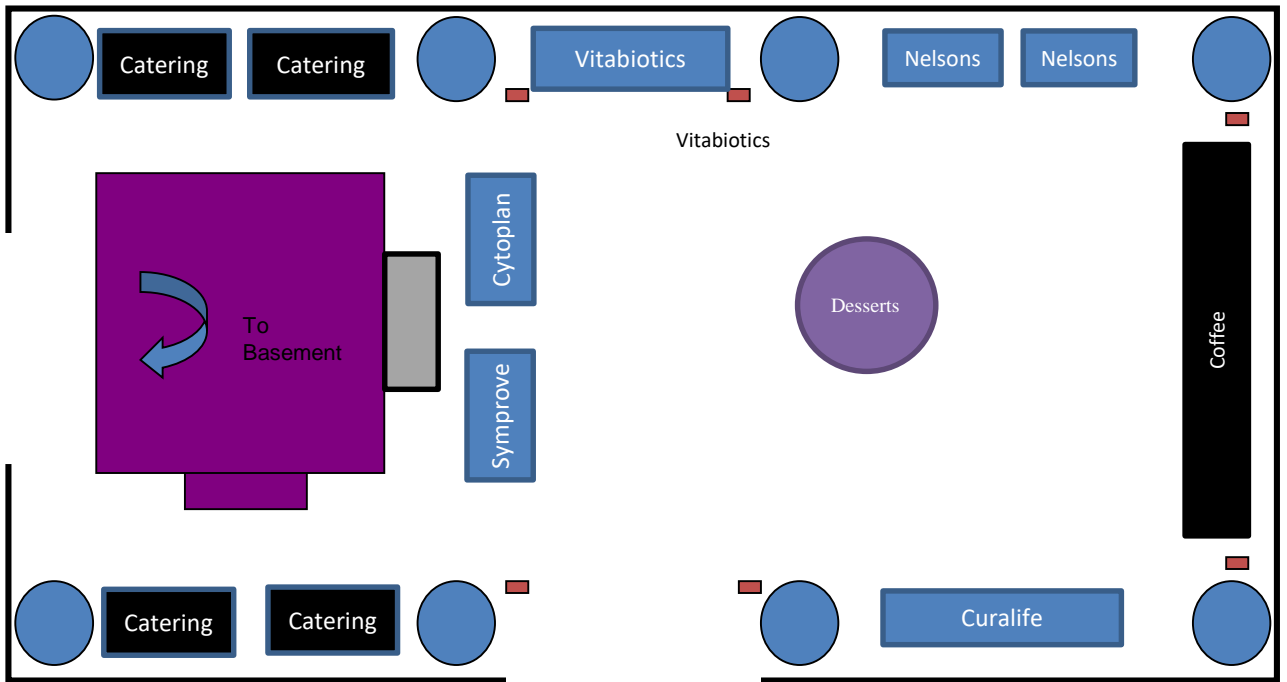 Catering
Catering
Vitabiotics
Nelsons
Nelsons
Vitabiotics
Cytoplan
To
Basement
Symprove
Desserts
Coffee
Catering
Catering
Curalife